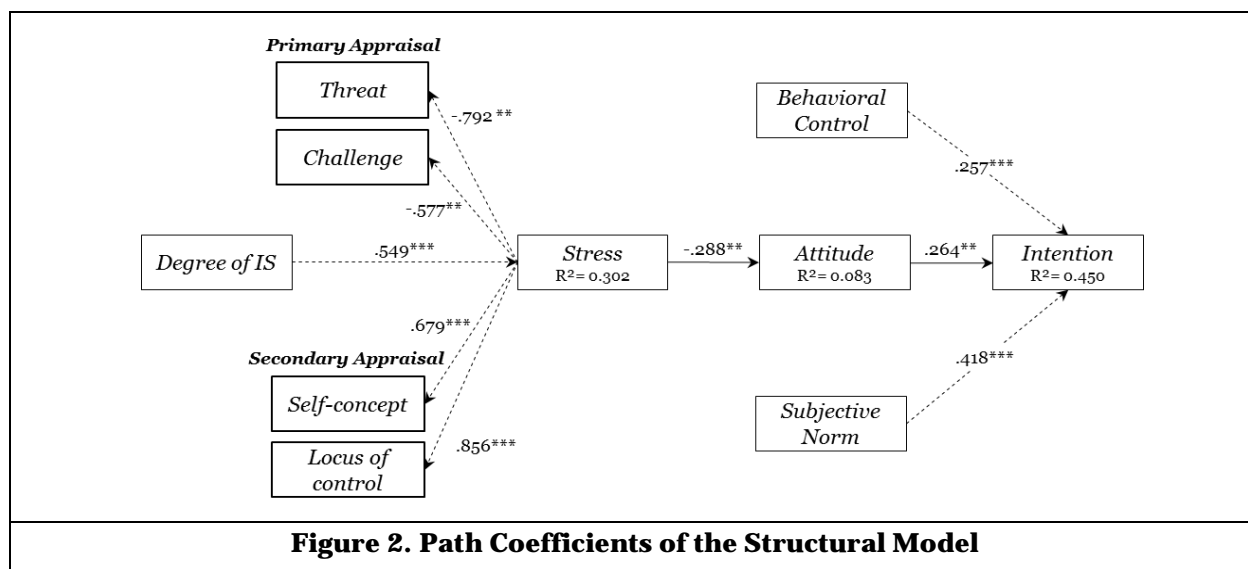 Primary Appraisal
Threat
-.792 **
Challenge
-.577**
Degree of IS
.549***
Stress
R²= 0.302
-.288**
Attitude
R²= 0.083
.264**
Intention
R²= 0.450
Behavioral
Control
.257***
.418***
Subjective
Norm
.679***
Secondary Appraisal
Self-concept
.856***
Locus of
control
Figure 2. Path Coefficients of the Structural Model